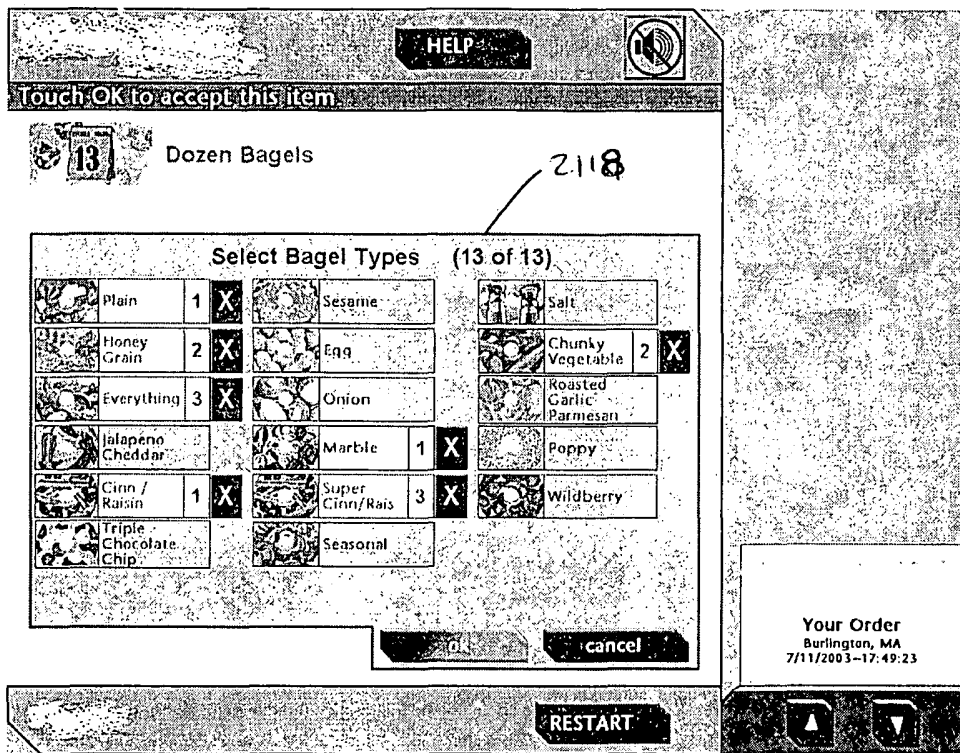 HELP
Touch OK to accept this item
13
Dozen Bagels
2118
Select Bagel Types (13 of 13)
Plain 1 X
Sesame
Salt
Honey
Grain 2 X
Egg
Chunky
Vegetable 2 X
Everything 3 X
Onion
Roasted
Garlic
Parmesan
Jalapeno
Cheddar
Marble 1 X
Poppy
Cinn /
Raisin 1 X
Super
Cinn/Rais 3 X
Wildberry
Triple
Chocolate
Chip
Seasonal
ok
cancel
Your Order
Burlington, MA
7/11/2003-17:49:23
RESTART